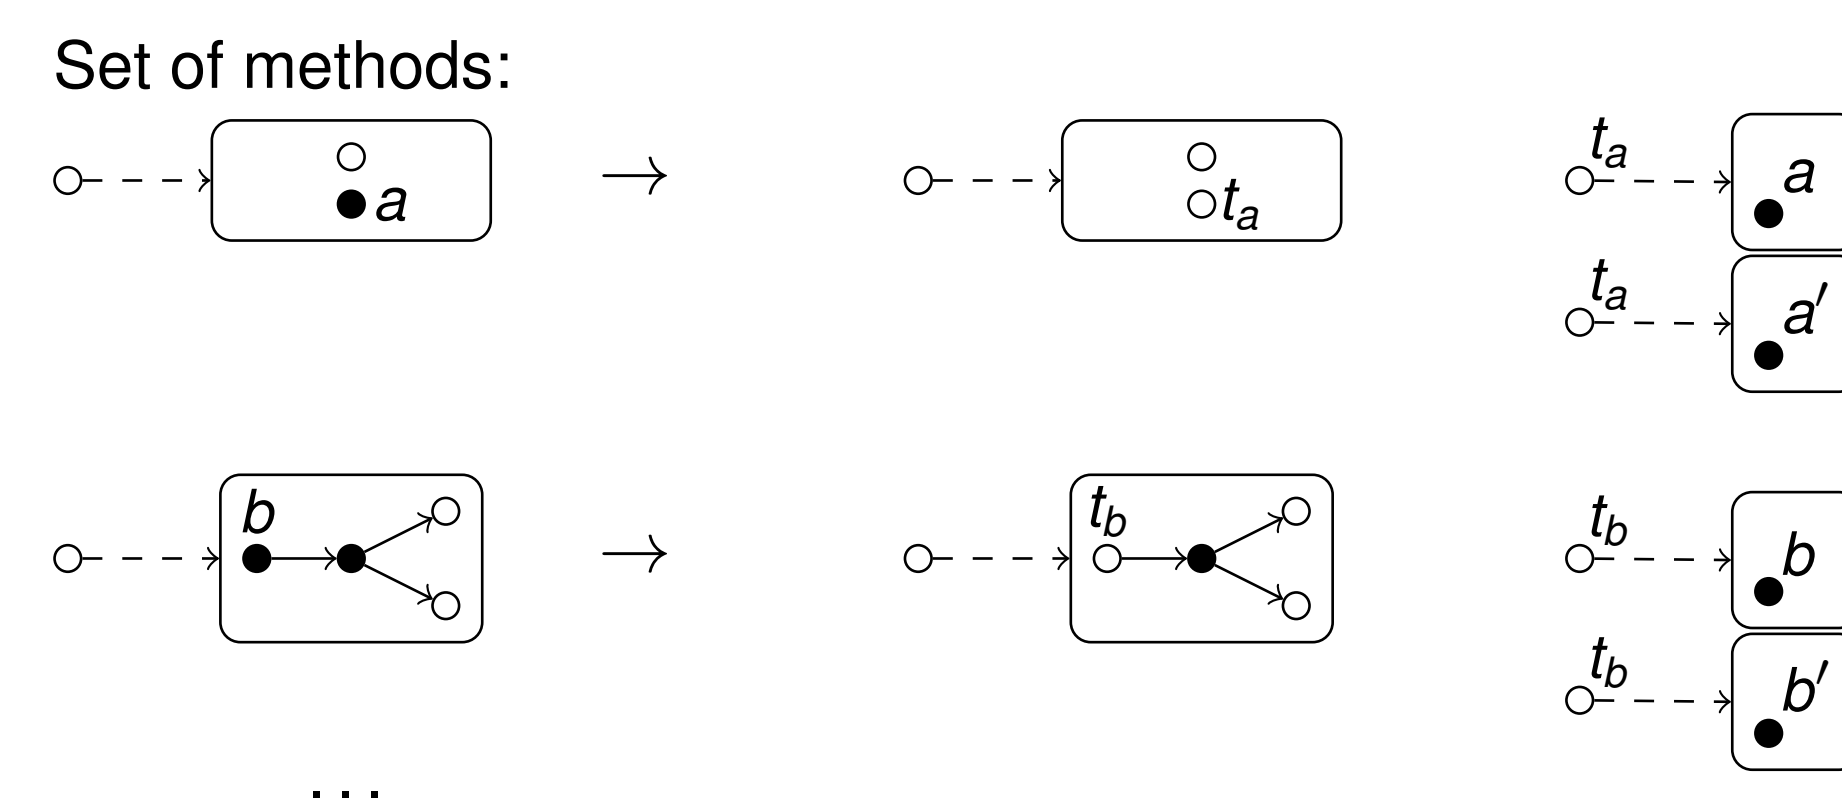 Set of methods:
a → t_a
t_a a
t_a a′
b → t_b
t_b b
t_b b′
...